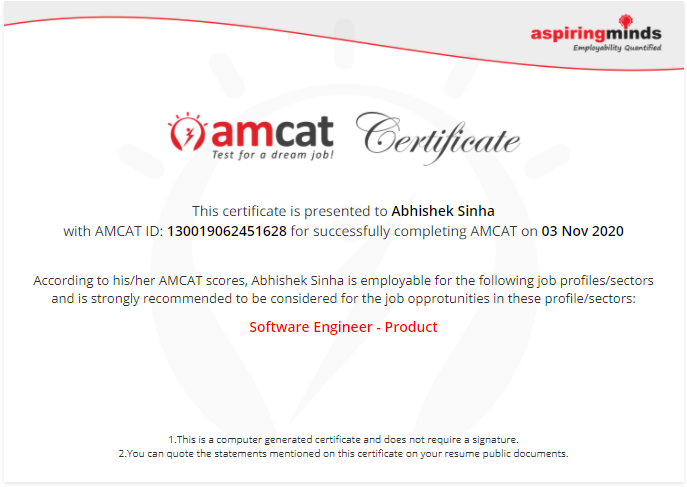 aspiringminds
Employability Quantified
amcat Certificate
Test for a dream job!
This certificate is presented to Abhishek Sinha
with AMCAT ID: 130019062451628 for successfully completing AMCAT on 03 Nov 2020
According to his/her AMCAT scores, Abhishek Sinha is employable for the following job profiles/sectors
and is strongly recommended to be considered for the job opprotunities in these profile/sectors:
Software Engineer - Product
1.This is a computer generated certificate and does not require a signature.
2.You can quote the statements mentioned on this certificate on your resume public documents.